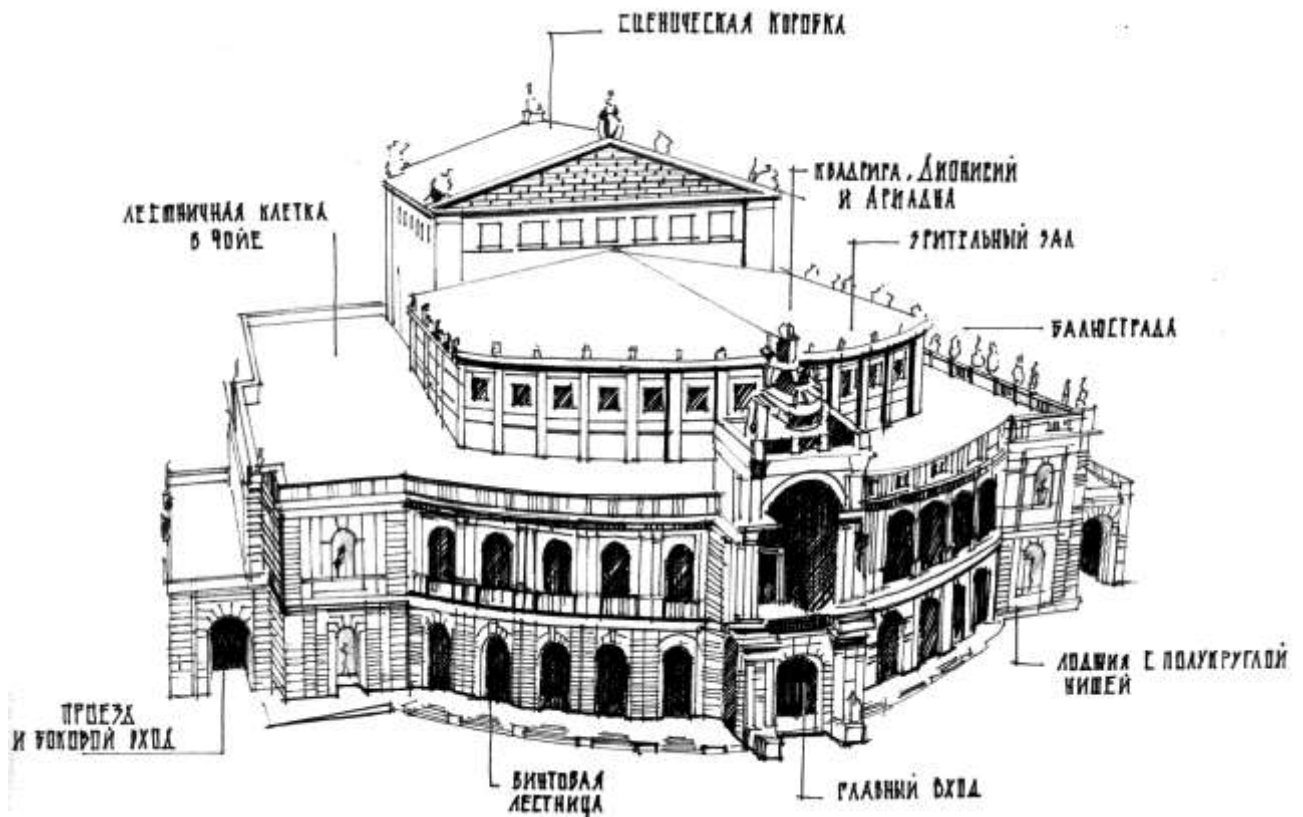 СЦЕНИЧЕСКАЯ КОРОБКА
КВАДРИГА, ДИОНИСИЙ
И АРИАДНА
ЛЕСТНИЧНАЯ КЛЕТКА
В ФОЙЕ
ЗРИТЕЛЬНЫЙ ЗАЛ
БАЛЮСТРАДА
ЛОДЖИЯ С ПОЛУКРУГЛОЙ
НИШЕЙ
ПРОЕЗД
И БОКОВОЙ ВХОД
ВИНТОВАЯ
ЛЕСТНИЦА
ГЛАВНЫЙ ВХОД